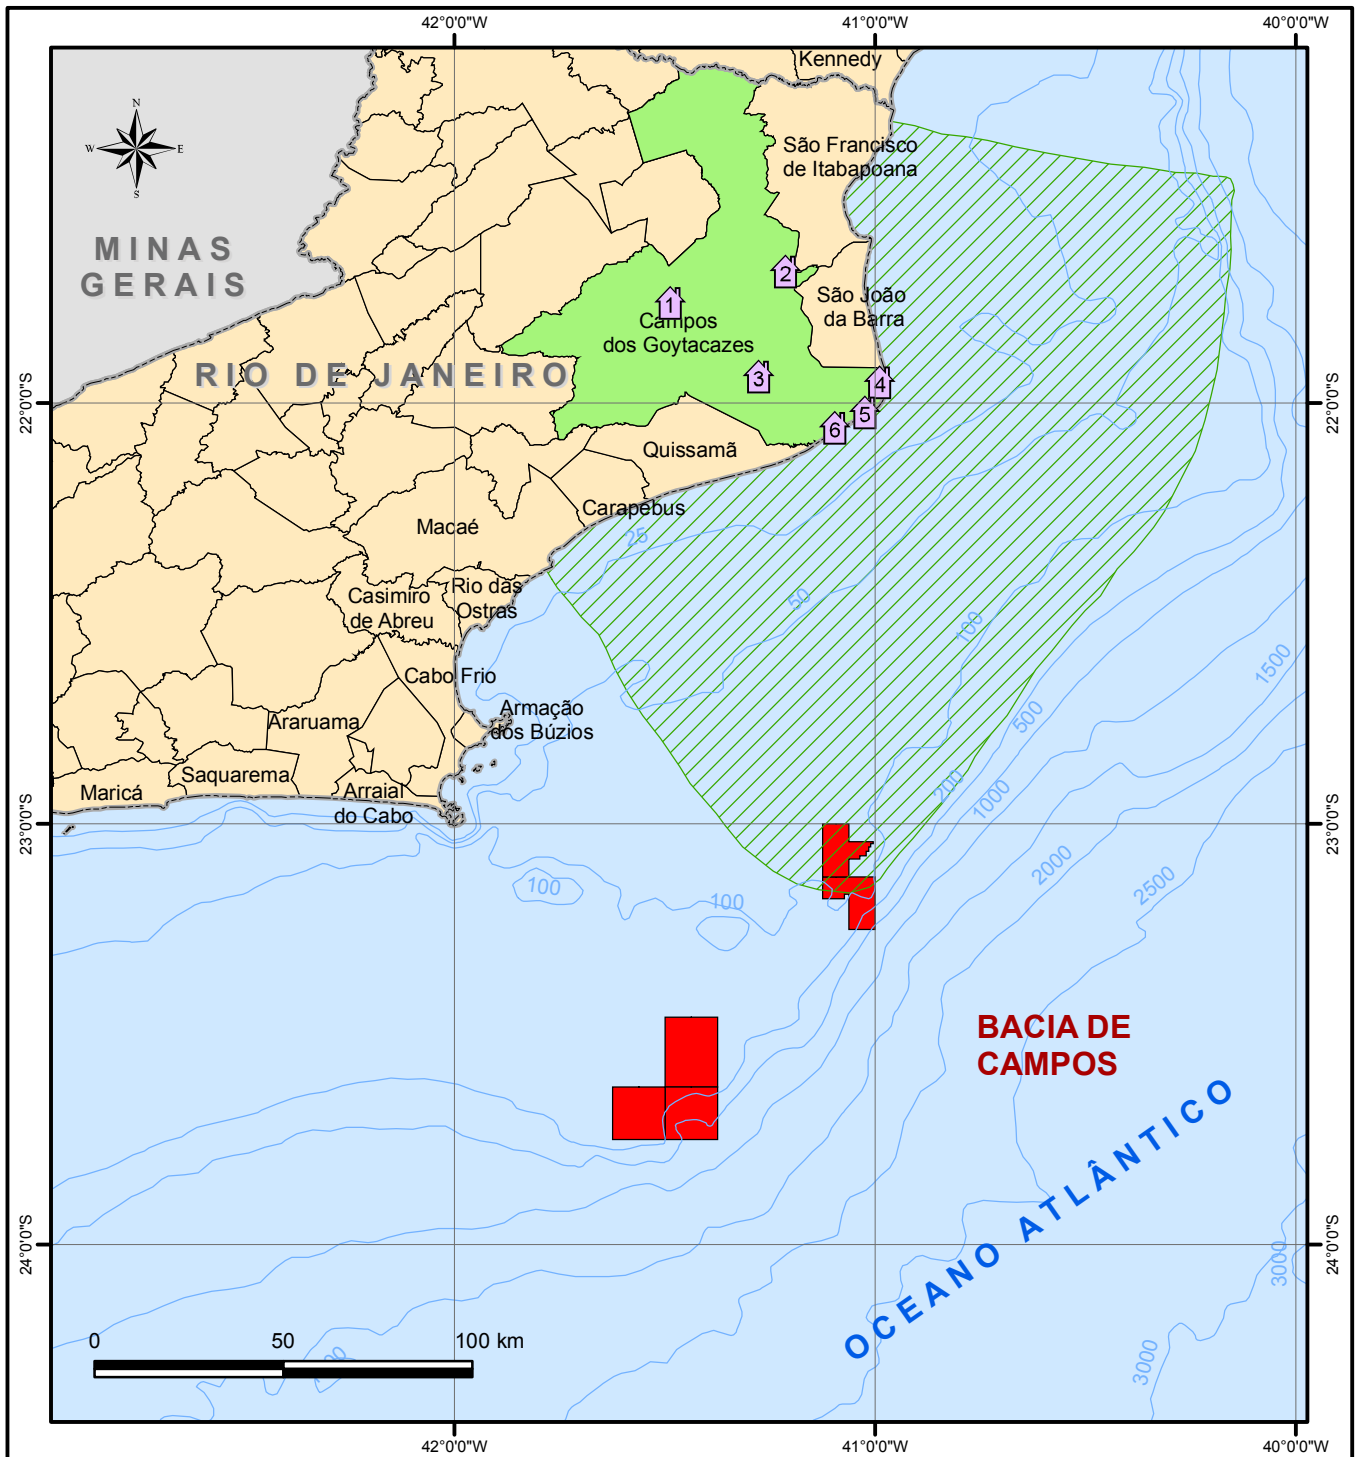 42°0'0"W
41°0'0"W
40°0'0"W
Kennedy
N
W
E
S
São Francisco
de Itabapoana
MINAS
GERAIS
2
1
São João
da Barra
Campos
dos Goytacazes
RIO DE JANEIRO
3
4
5
6
22°0'0"S
22°0'0"S
Quissamã
Carapebus
Macaé
25
50
100
Casimiro
de Abreu
Rio das
Ostras
1500
Cabo Frio
Armação
dos Búzios
Araruama
500
Saquarema
Maricá
Arraial
do Cabo
200
1000
23°0'0"S
23°0'0"S
2000
2500
100
100
BACIA DE
CAMPOS
OCEANO ATLÂNTICO
24°0'0"S
24°0'0"S
3000
3000
0
50
100 km
42°0'0"W
41°0'0"W
40°0'0"W